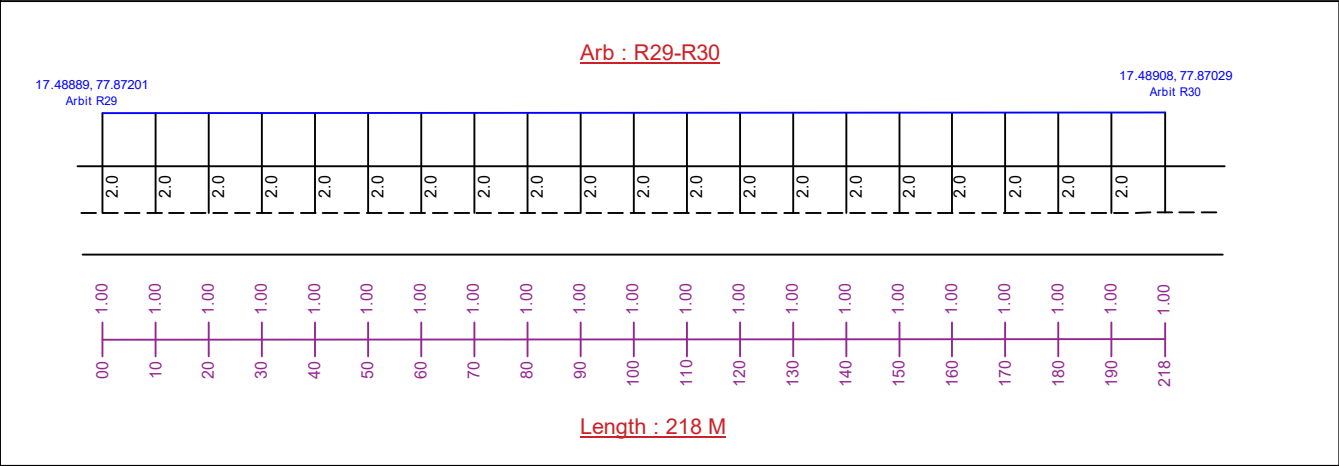 Arb : R29-R30
17.48889, 77.87201
Arbit R29
17.48908, 77.87029
Arbit R30
2.0 2.0 2.0 2.0 2.0 2.0 2.0 2.0 2.0 2.0 2.0 2.0 2.0 2.0 2.0 2.0 2.0 2.0 2.0 2.0
1.00 1.00 1.00 1.00 1.00 1.00 1.00 1.00 1.00 1.00 1.00 1.00 1.00 1.00 1.00 1.00 1.00 1.00 1.00 1.00 1.00
00 10 20 30 40 50 60 70 80 90 100 110 120 130 140 150 160 170 180 190 218
Length : 218 M